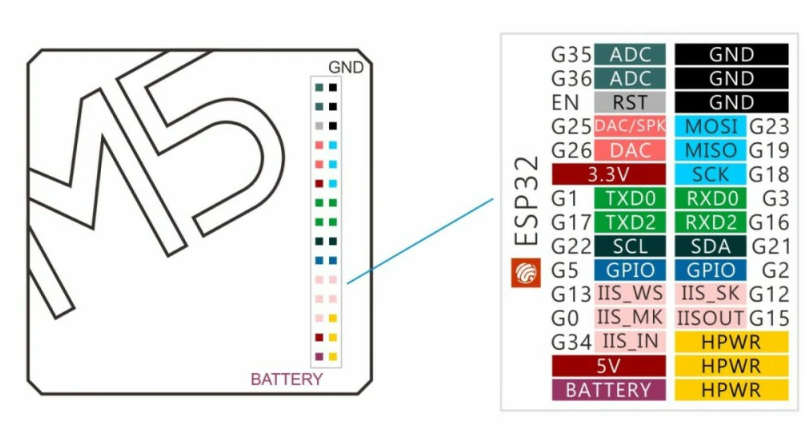 M5
GND
BATTERY
ESP32
G35 ADC GND
G36 ADC GND
EN RST GND
G25 DAC/SPK MOSI G23
G26 DAC MISO G19
3.3V SCK G18
G1 TXD0 RXD0 G3
G17 TXD2 RXD2 G16
G22 SCL SDA G21
G5 GPIO GPIO G2
G13 IIS_WS IIS_SK G12
G0 IIS_MK IISOUT G15
G34 IIS_IN HPWR
5V HPWR
BATTERY HPWR